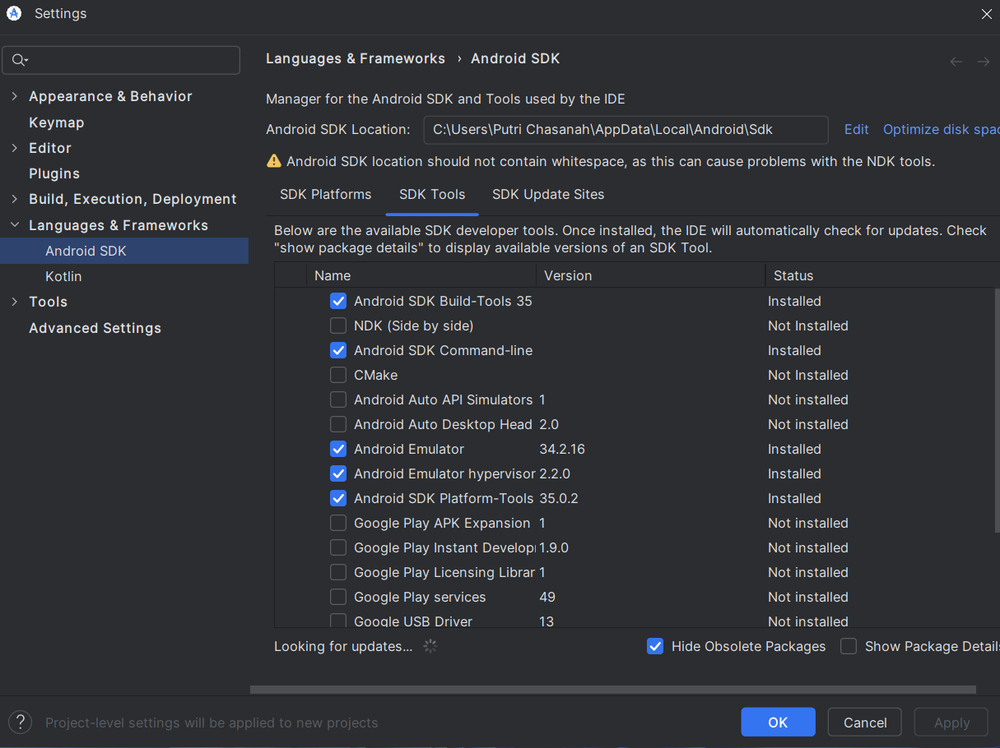 Settings
Appearance & Behavior
Keymap
Editor
Plugins
Build, Execution, Deployment
Languages & Frameworks
Android SDK
Kotlin
Tools
Advanced Settings
Languages & Frameworks › Android SDK
Manager for the Android SDK and Tools used by the IDE
Android SDK Location: C:\Users\Putri Chasanah\AppData\Local\Android\Sdk Edit Optimize disk spac
Android SDK location should not contain whitespace, as this can cause problems with the NDK tools.
SDK Platforms SDK Tools SDK Update Sites
Below are the available SDK developer tools. Once installed, the IDE will automatically check for updates. Check
"show package details" to display available versions of an SDK Tool.
Name Version Status
Android SDK Build-Tools 35 Installed
NDK (Side by side) Not Installed
Android SDK Command-line Installed
CMake Not Installed
Android Auto API Simulators 1 Not installed
Android Auto Desktop Head 2.0 Not installed
Android Emulator 34.2.16 Installed
Android Emulator hypervisor 2.2.0 Installed
Android SDK Platform-Tools 35.0.2 Installed
Google Play APK Expansion 1 Not installed
Google Play Instant Develop 1.9.0 Not installed
Google Play Licensing Librar 1 Not installed
Google Play services 49 Not installed
Google USB Driver 13 Not installed
Looking for updates... Hide Obsolete Packages Show Package Details
? Project-level settings will be applied to new projects OK Cancel Apply